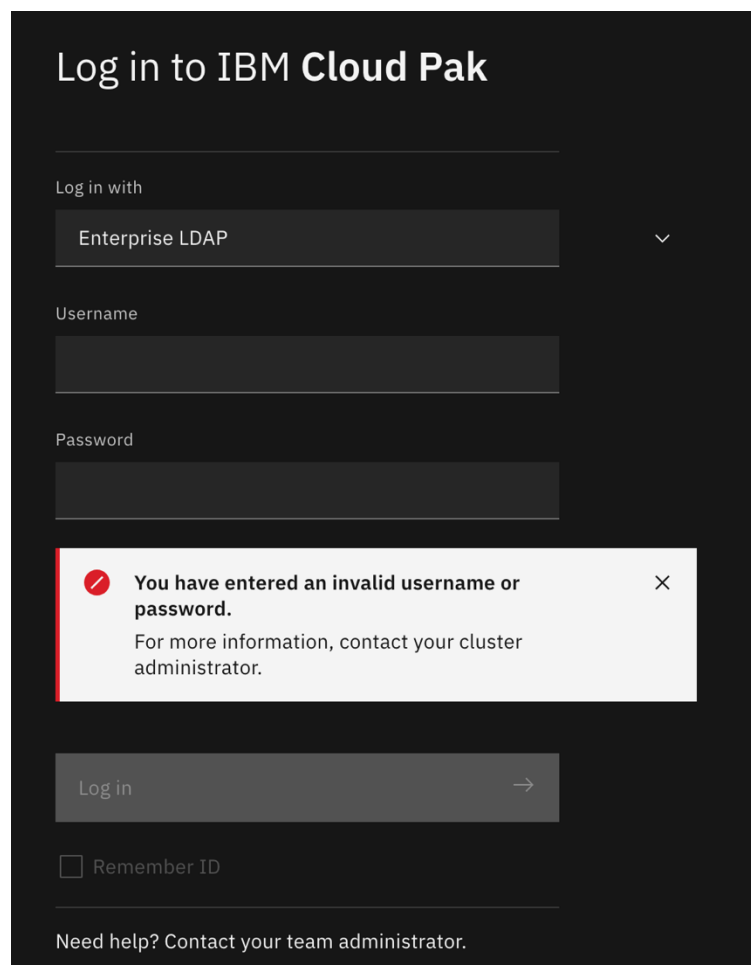 Log in to IBM Cloud Pak
Log in with
Enterprise LDAP
Username
Password
You have entered an invalid username or
password.
For more information, contact your cluster
administrator.
Log in
Remember ID
Need help? Contact your team administrator.